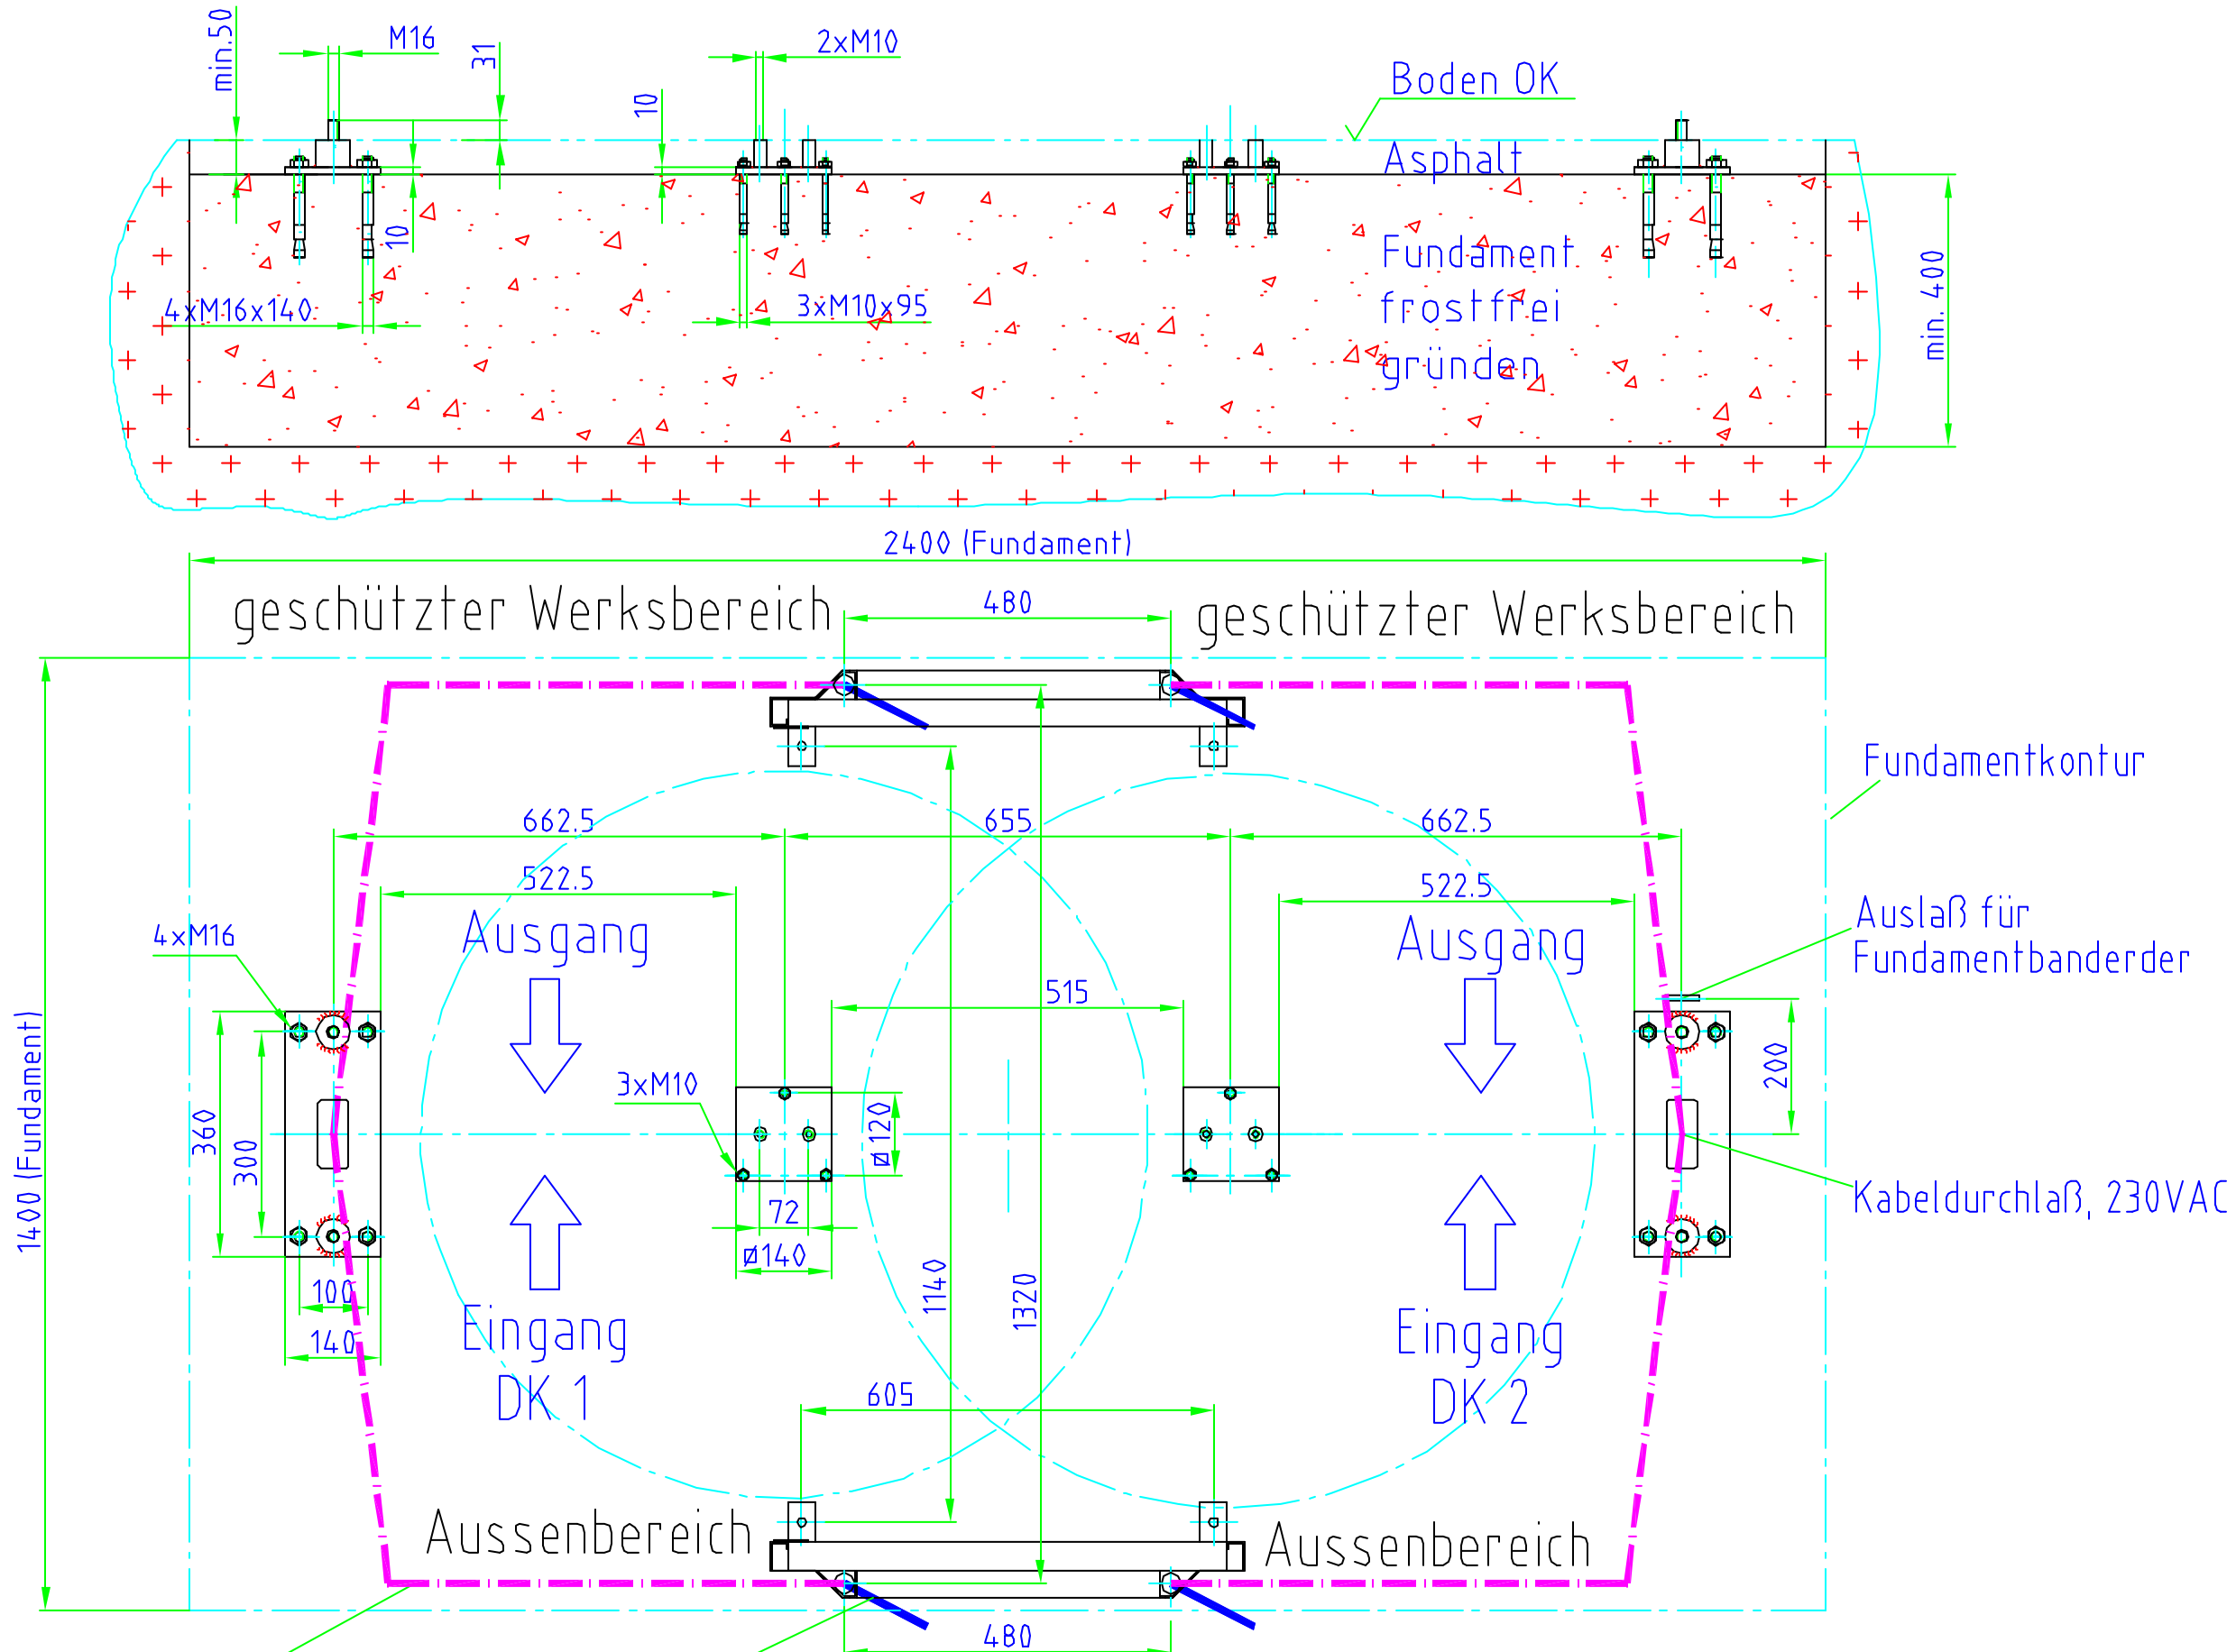 min.50
M16
31
2xM10
10
Boden OK
Asphalt
10
Fundament
frostfrei
gründen
4xM16x140
3xM10x95
min. 400
2400 (Fundament)
geschützter Werksbereich
480
geschützter Werksbereich
Fundamentkontur
662.5
655
662.5
522.5
522.5
4xM16
Ausgang
Ausgang
Auslaß für
Fundamentbanderder
515
1400 (Fundament)
360
300
3xM10
⌀120
200
72
⌀140
Kabeldurchlaß, 230VAC
100
140
1140
1320
Eingang
DK 1
Eingang
DK 2
605
Aussenbereich
Aussenbereich
480